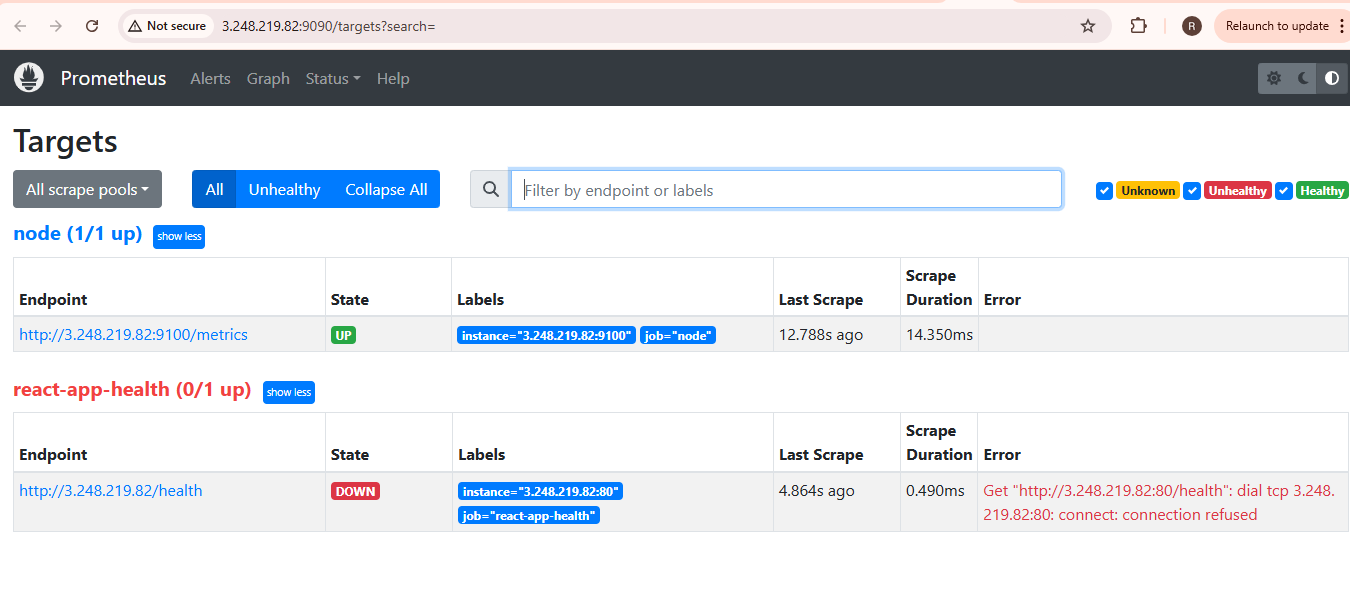 Not secure 3.248.219.82:9090/targets?search= R Relaunch to update
Prometheus Alerts Graph Status Help
Targets
All scrape pools All Unhealthy Collapse All Filter by endpoint or labels Unknown Unhealthy Healthy
node (1/1 up) show less
Endpoint State Labels Last Scrape Scrape Duration Error
http://3.248.219.82:9100/metrics UP instance="3.248.219.82:9100" job="node" 12.788s ago 14.350ms
react-app-health (0/1 up) show less
Endpoint State Labels Last Scrape Scrape Duration Error
http://3.248.219.82/health DOWN instance="3.248.219.82:80" 4.864s ago 0.490ms Get "http://3.248.219.82:80/health": dial tcp 3.248.
job="react-app-health" 219.82:80: connect: connection refused